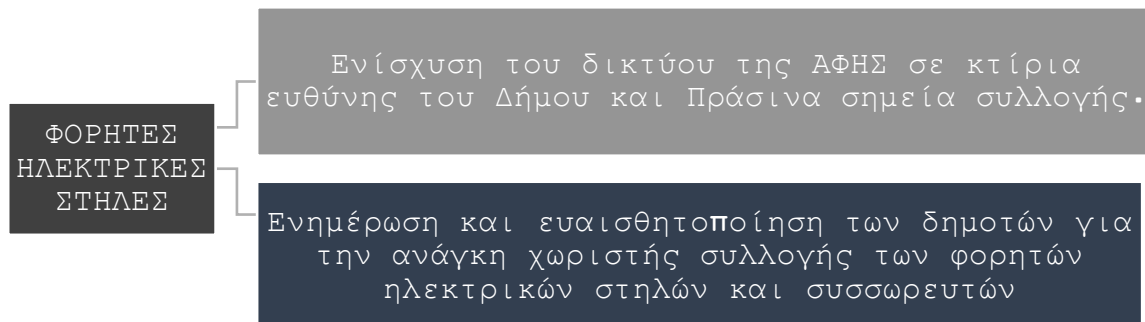 ΦΟΡΗΤΕΣ
ΗΛΕΚΤΡΙΚΕΣ
ΣΤΗΛΕΣ
Ενίσχυση του δικτύου της ΑΦΗΣ σε κτίρια
ευθύνης του Δήμου και Πράσινα σημεία συλλογής.
Ενημέρωση και ευαισθητοποίηση των δημοτών για
την ανάγκη χωριστής συλλογής των φορητών
ηλεκτρικών στηλών και συσσωρευτών